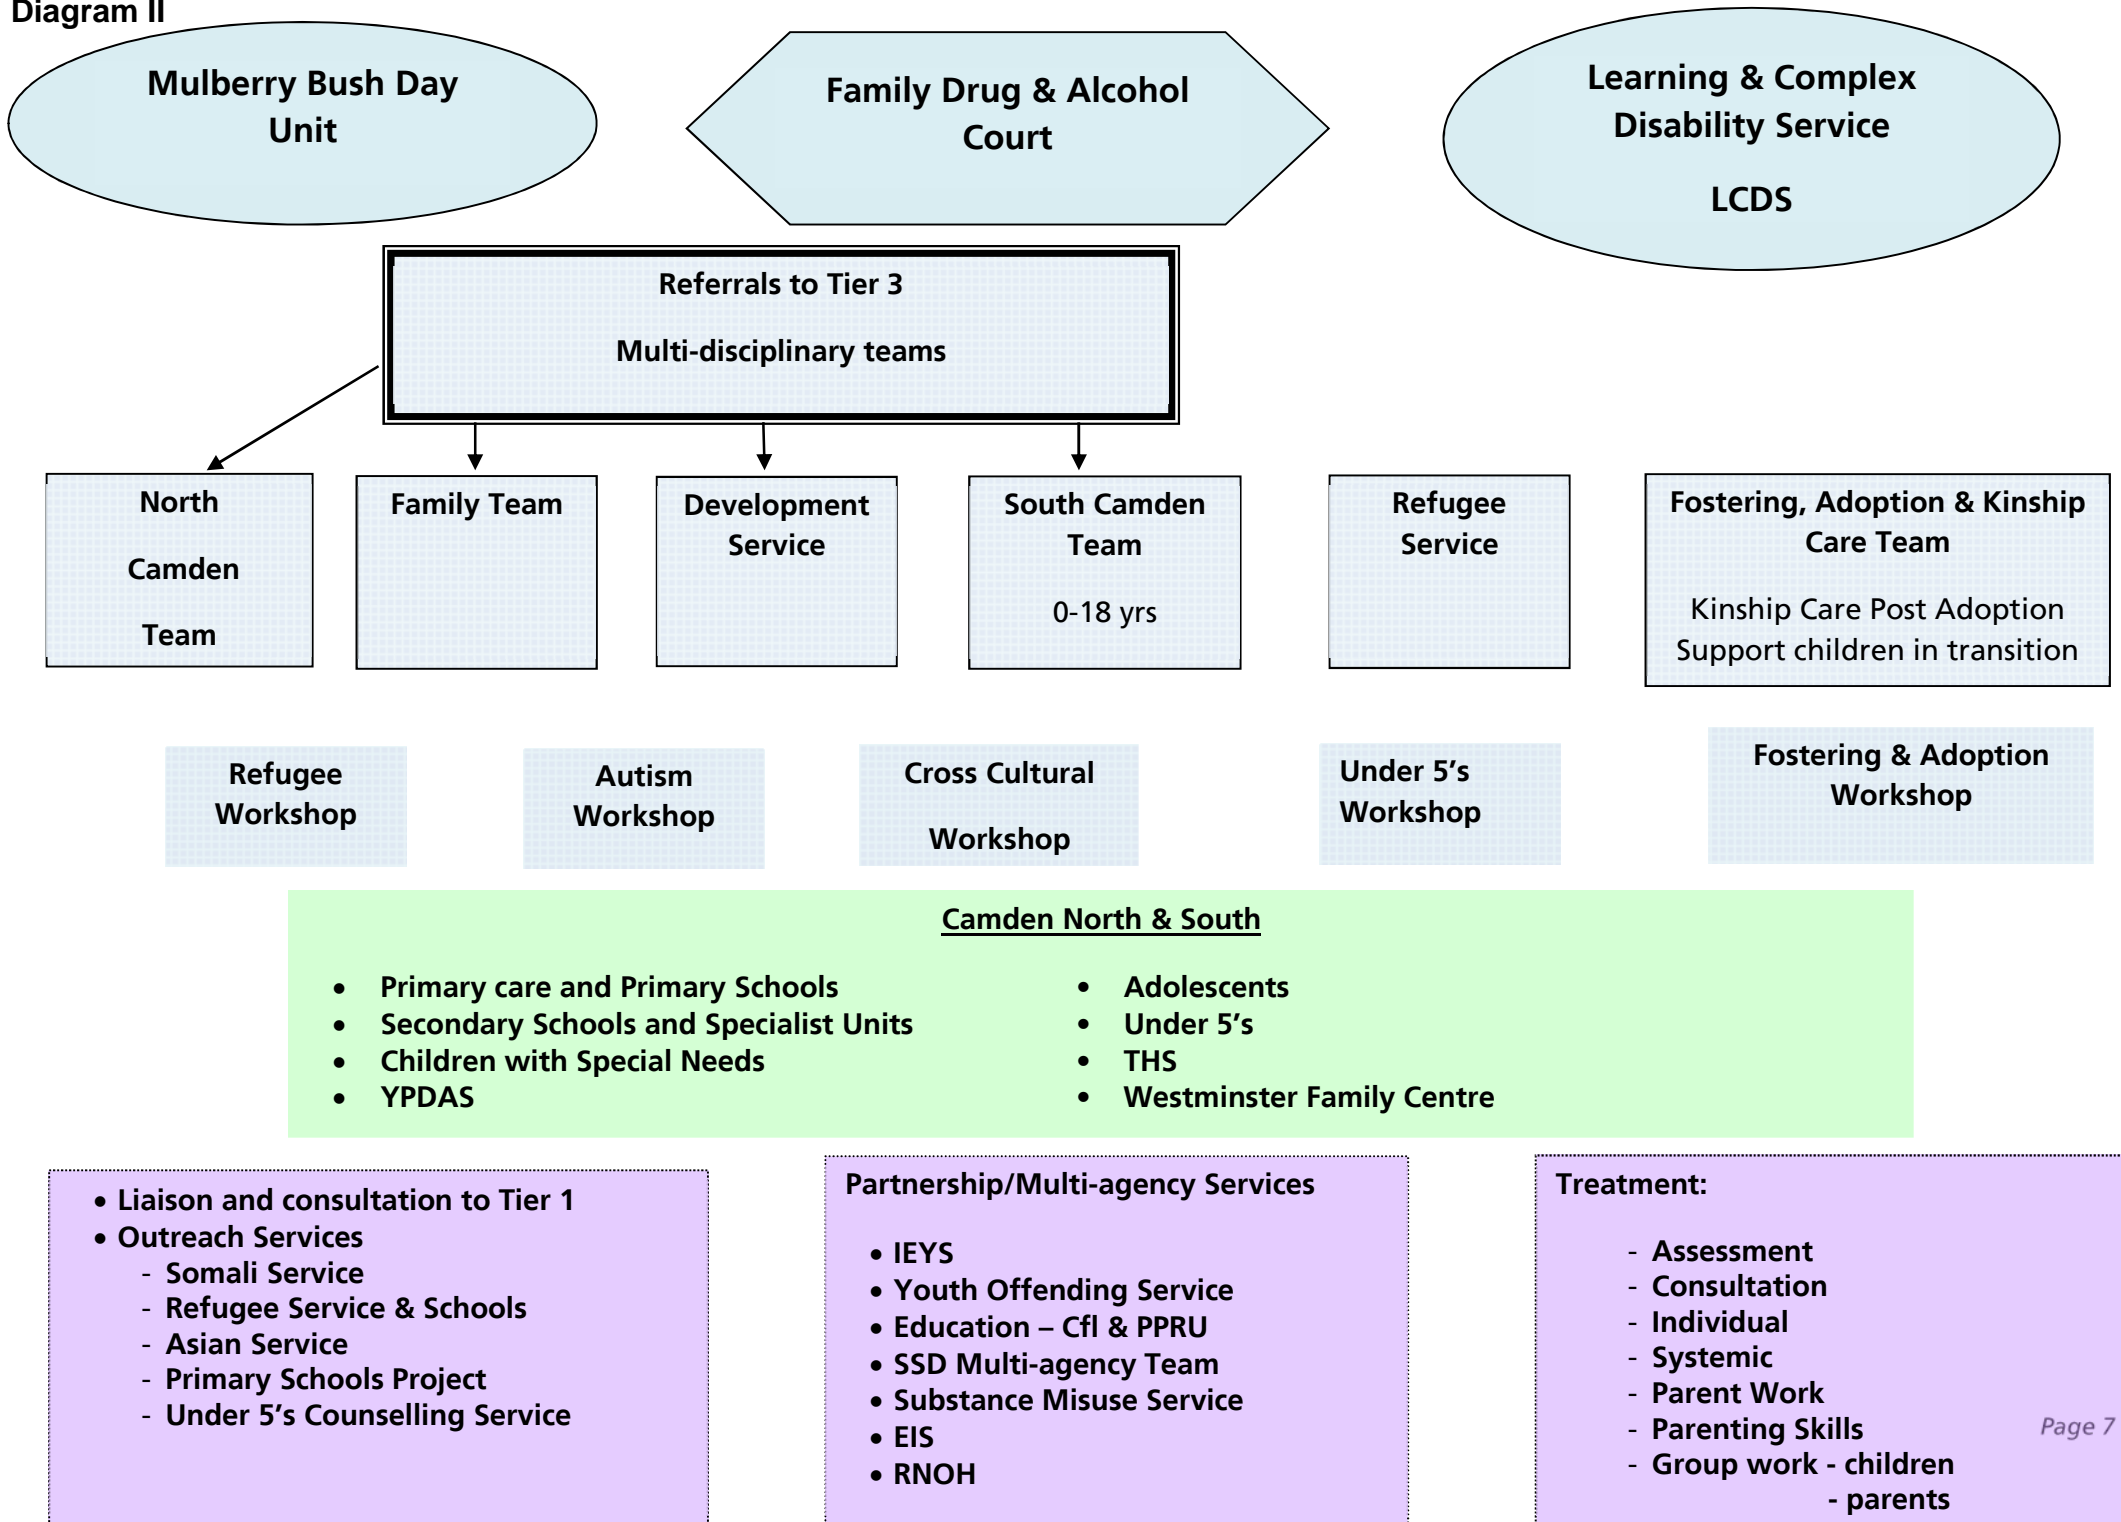 Diagram II
Mulberry Bush Day
Unit
Family Drug & Alcohol
Court
Learning & Complex
Disability Service
LCDS
Referrals to Tier 3
Multi-disciplinary teams
North
Camden
Team
Family Team
Development
Service
South Camden
Team
0-18 yrs
Refugee
Service
Fostering, Adoption & Kinship
Care Team
Kinship Care Post Adoption
Support children in transition
Refugee
Workshop
Autism
Workshop
Cross Cultural
Workshop
Under 5’s
Workshop
Fostering & Adoption
Workshop
Camden North & South
• Primary care and Primary Schools
• Secondary Schools and Specialist Units
• Children with Special Needs
• YPDAS
• Adolescents
• Under 5’s
• THS
• Westminster Family Centre
• Liaison and consultation to Tier 1
• Outreach Services
- Somali Service
- Refugee Service & Schools
- Asian Service
- Primary Schools Project
- Under 5’s Counselling Service
Partnership/Multi-agency Services
• IEYS
• Youth Offending Service
• Education – Cfl & PPRU
• SSD Multi-agency Team
• Substance Misuse Service
• EIS
• RNOH
Treatment:
- Assessment
- Consultation
- Individual
- Systemic
- Parent Work
- Parenting Skills
- Group work - children
- parents
Page 7